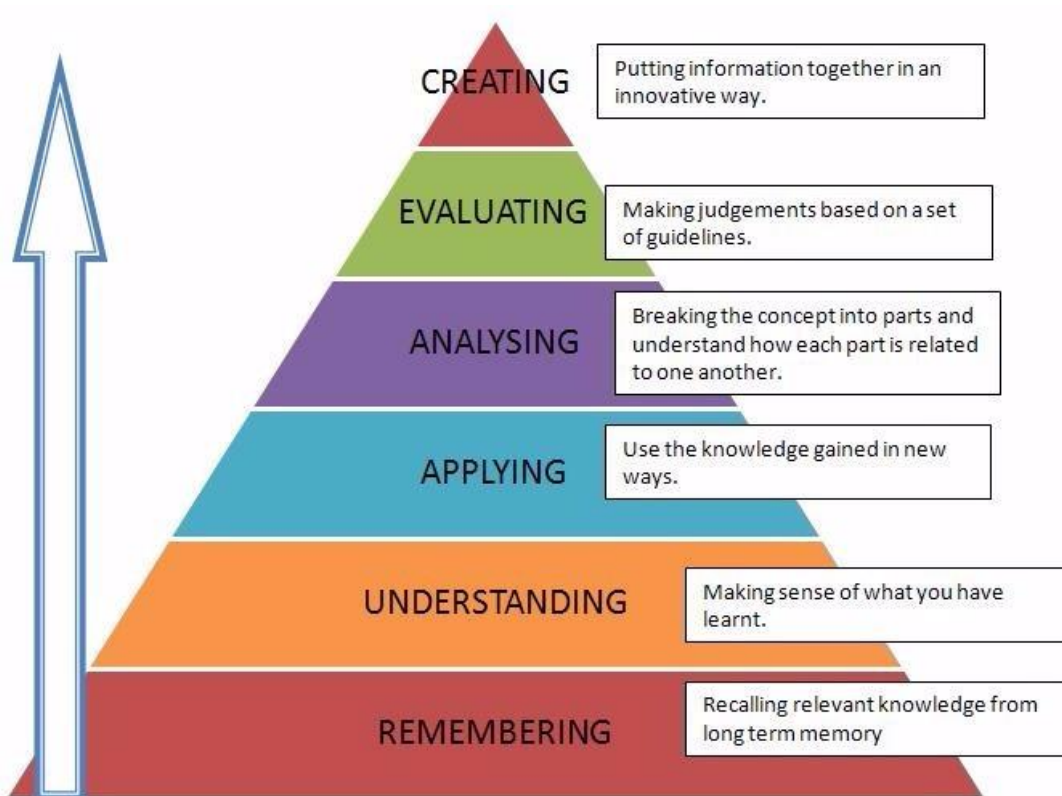 CREATING
Putting information together in an
innovative way.
EVALUATING
Making judgements based on a set
of guidelines.
ANALYSING
Breaking the concept into parts and
understand how each part is related
to one another.
APPLYING
Use the knowledge gained in new
ways.
UNDERSTANDING
Making sense of what you have
learnt.
REMEMBERING
Recalling relevant knowledge from
long term memory